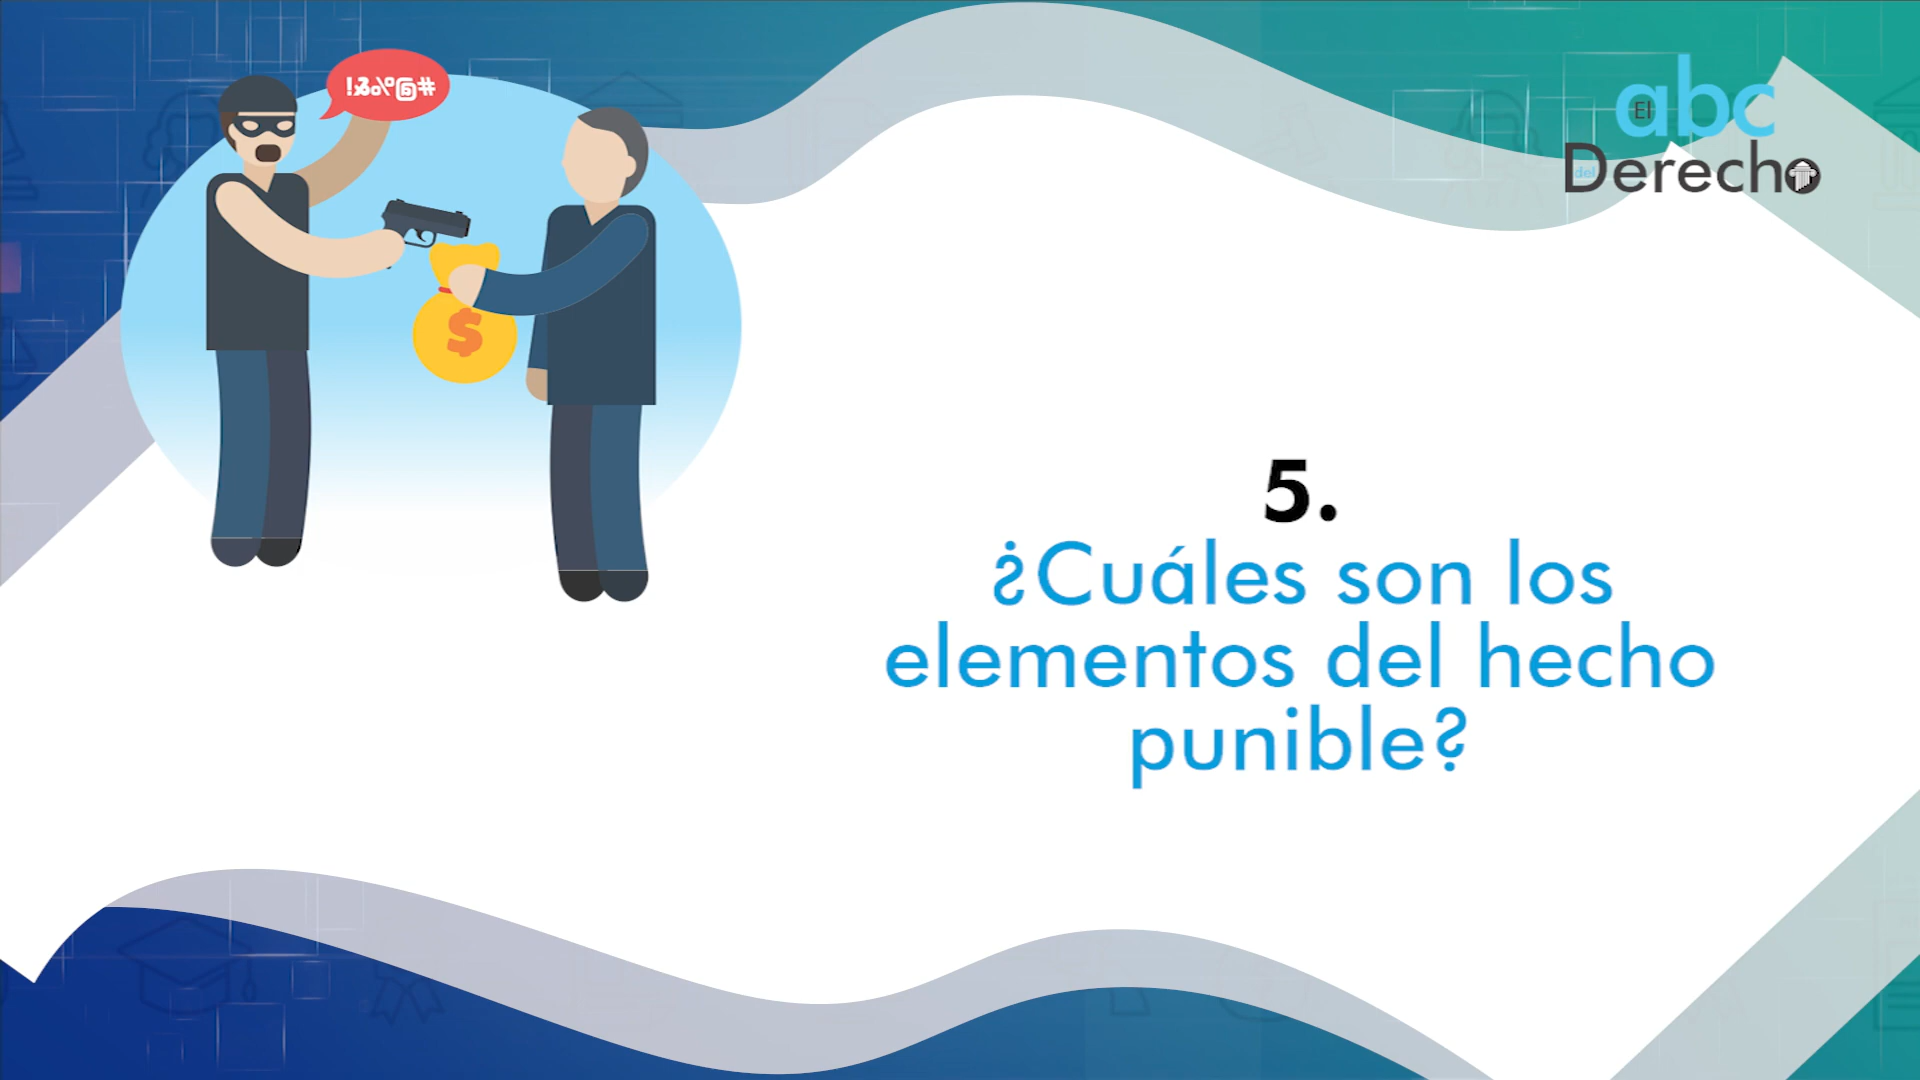 #@%&!
El abc
del Derecho
5.
¿Cuáles son los
elementos del hecho
punible?
$